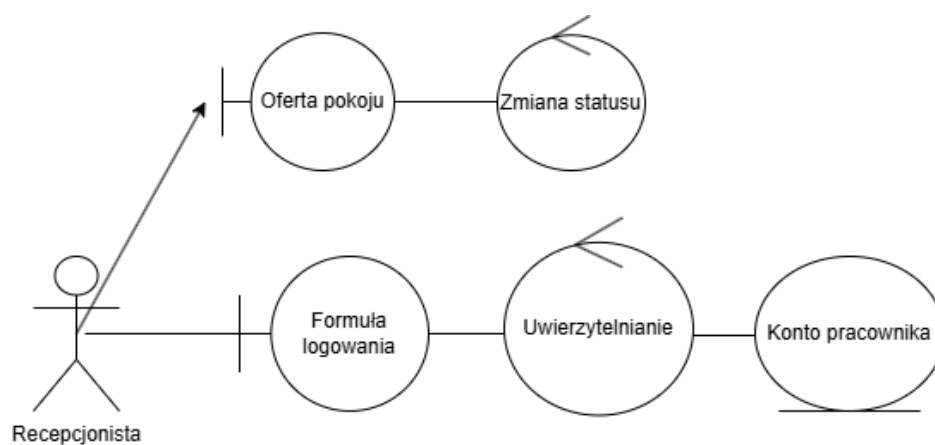 Oferta pokoju
Zmiana statusu
Formuła
logowania
Uwierzytelnianie
Konto pracownika
Recepcjonista